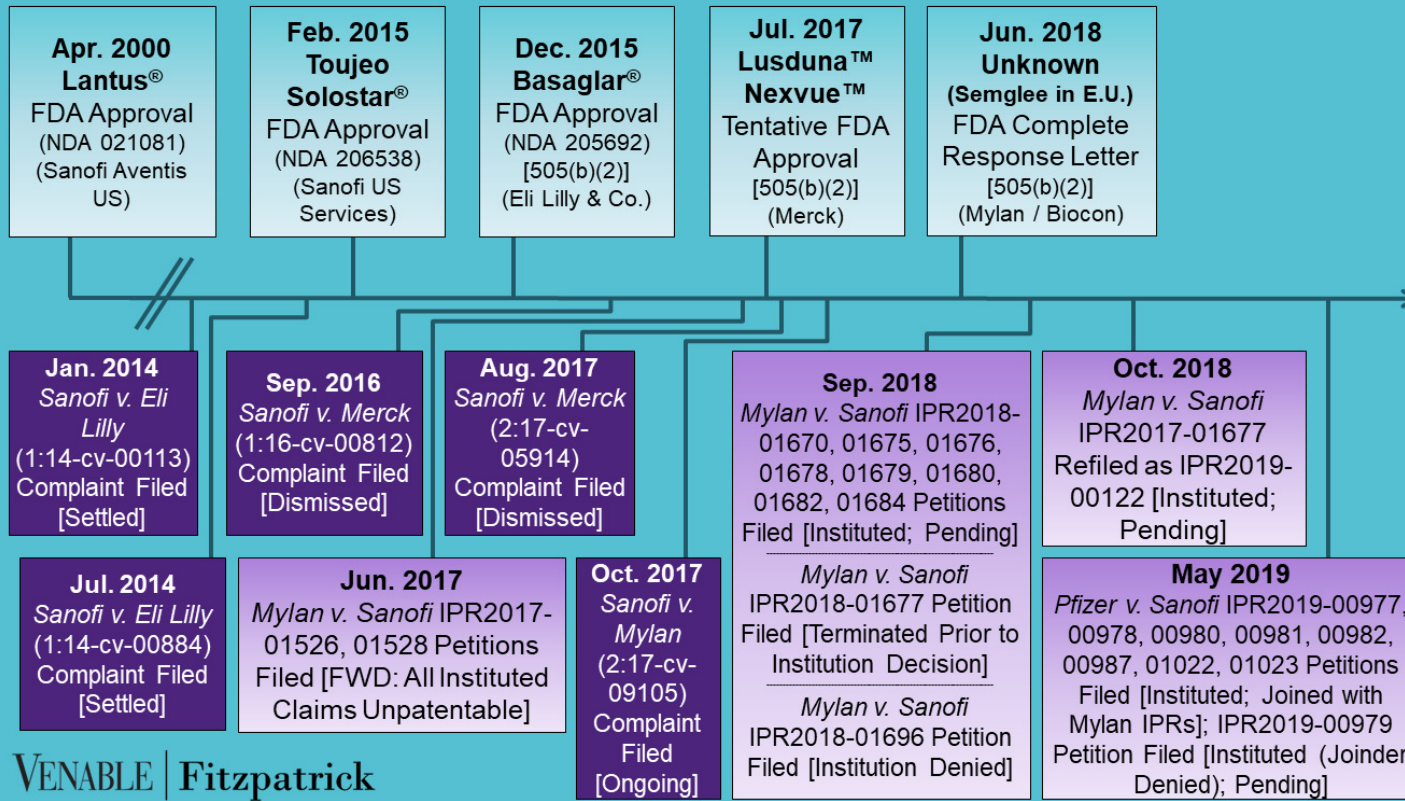 Apr. 2000
Lantus®
FDA Approval
(NDA 021081)
(Sanofi Aventis
US)
Feb. 2015
Toujeo
Solostar®
FDA Approval
(NDA 206538)
(Sanofi US
Services)
Dec. 2015
Basaglar®
FDA Approval
(NDA 205692)
[505(b)(2)]
(Eli Lilly & Co.)
Jul. 2017
Lusduna™
Nexvue™
Tentative FDA
Approval
[505(b)(2)]
(Merck)
Jun. 2018
Unknown
(Semglee in E.U.)
FDA Complete
Response Letter
[505(b)(2)]
(Mylan / Biocon)
Jan. 2014
Sanofi v. Eli
Lilly
(1:14-cv-00113)
Complaint Filed
[Settled]
Sep. 2016
Sanofi v. Merck
(1:16-cv-00812)
Complaint Filed
[Dismissed]
Aug. 2017
Sanofi v. Merck
(2:17-cv-
05914)
Complaint Filed
[Dismissed]
Sep. 2018
Mylan v. Sanofi IPR2018-
01670, 01675, 01676,
01678, 01679, 01680,
01682, 01684 Petitions
Filed [Instituted; Pending]
Mylan v. Sanofi
IPR2018-01677 Petition
Filed [Terminated Prior to
Institution Decision]
Mylan v. Sanofi
IPR2018-01696 Petition
Filed [Institution Denied]
Oct. 2018
Mylan v. Sanofi
IPR2017-01677
Refiled as IPR2019-
00122 [Instituted;
Pending]
Jul. 2014
Sanofi v. Eli Lilly
(1:14-cv-00884)
Complaint Filed
[Settled]
Jun. 2017
Mylan v. Sanofi IPR2017-
01526, 01528 Petitions
Filed [FWD: All Instituted
Claims Unpatentable]
Oct. 2017
Sanofi v.
Mylan
(2:17-cv-
09105)
Complaint
Filed
[Ongoing]
May 2019
Pfizer v. Sanofi IPR2019-00977,
00978, 00980, 00981, 00982,
00987, 01022, 01023 Petitions
Filed [Instituted; Joined with
Mylan IPRs]; IPR2019-00979
Petition Filed [Instituted (Joinder
Denied); Pending]
VENABLE | Fitzpatrick